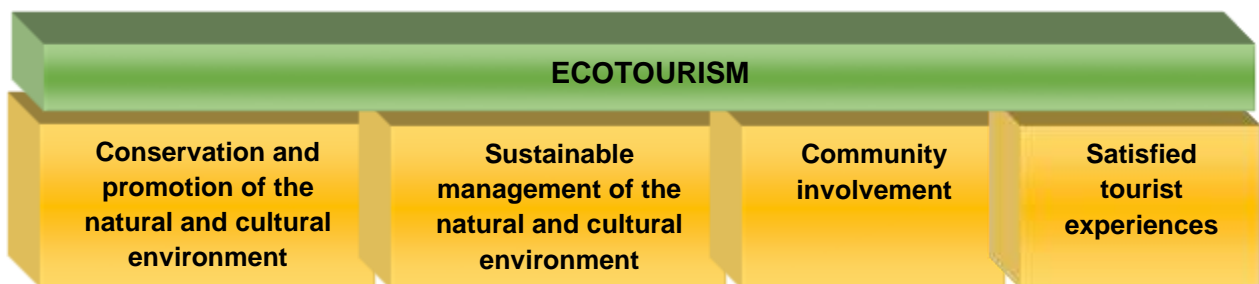 ECOTOURISM
Conservation and
promotion of the
natural and cultural
environment
Sustainable
management of the
natural and cultural
environment
Community
involvement
Satisfied
tourist
experiences